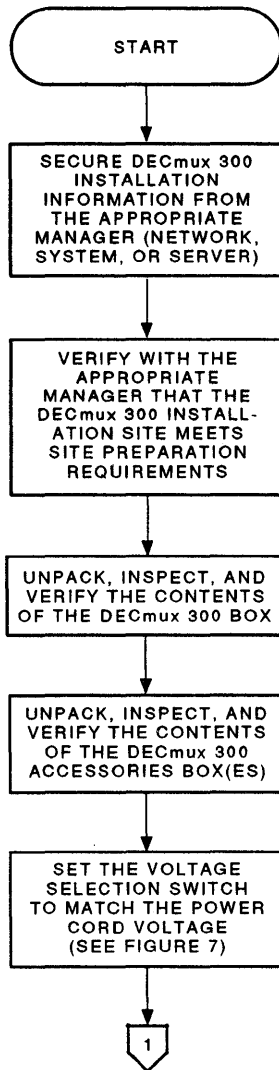 START
SECURE DECmux 300
INSTALLATION
INFORMATION FROM
THE APPROPRIATE
MANAGER (NETWORK,
SYSTEM, OR SERVER)
VERIFY WITH THE
APPROPRIATE
MANAGER THAT THE
DECmux 300 INSTALL-
ATION SITE MEETS
SITE PREPARATION
REQUIREMENTS
UNPACK, INSPECT, AND
VERIFY THE CONTENTS
OF THE DECmux 300 BOX
UNPACK, INSPECT, AND
VERIFY THE CONTENTS
OF THE DECmux 300
ACCESSORIES BOX(ES)
SET THE VOLTAGE
SELECTION SWITCH
TO MATCH THE POWER
CORD VOLTAGE
(SEE FIGURE 7)
1